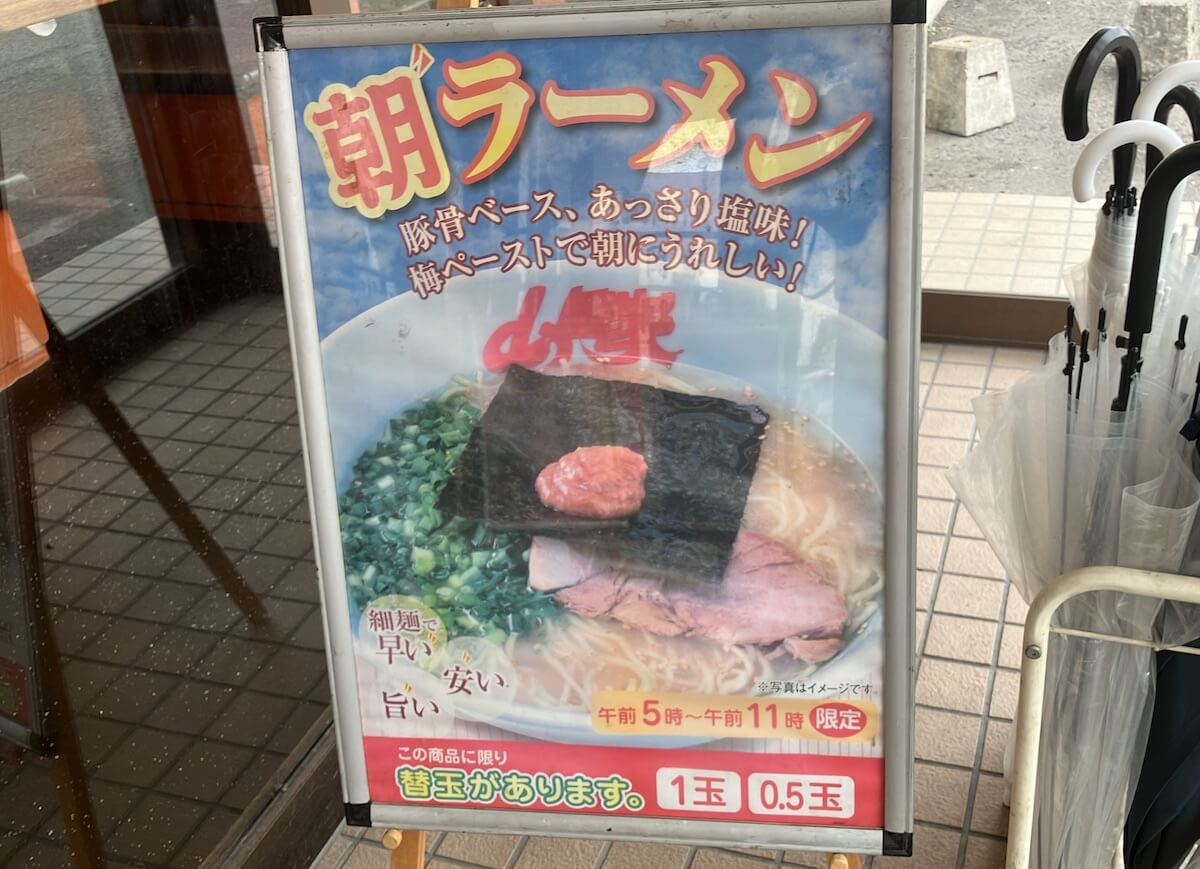 朝ラーメン
豚骨ベース、あっさり塩味！
梅ペーストで朝にうれしい！
細麺で
早い
安い
旨い
※写真はイメージです。
午前5時～午前11時 限定
この商品に限り
替玉があります。 1玉 0.5玉